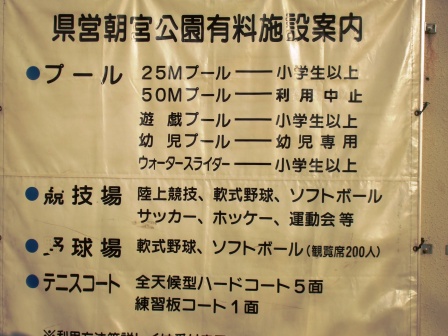 県営朝宮公園有料施設案内
●プール 25Mプール──小学生以上
50Mプール──利用中止
遊戯プール──小学生以上
幼児プール──幼児専用
ウォータースライダー──小学生以上
●競技場 陸上競技、軟式野球、ソフトボール
サッカー、ホッケー、運動会等
●球場 軟式野球、ソフトボール(観覧席200人)
●テニスコート 全天候型ハードコート5面
練習板コート1面